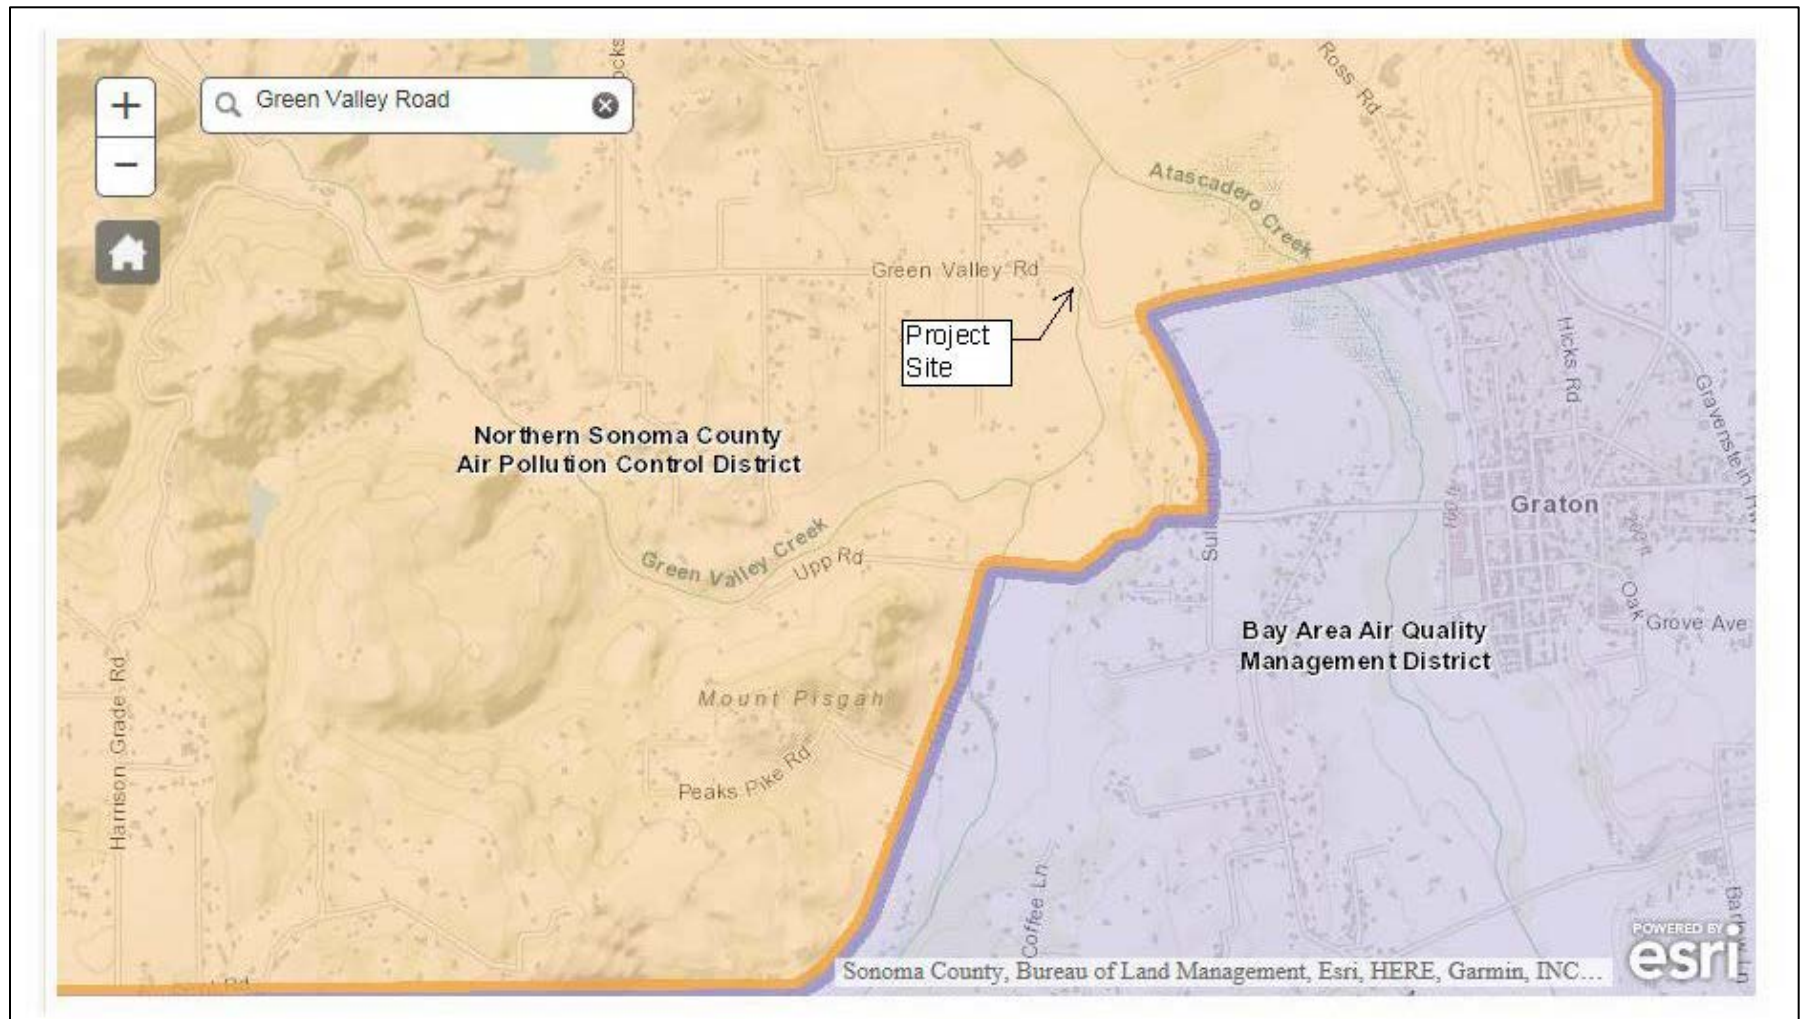 +
Green Valley Road
−
ocks
Ross Rd
Atascadero Creek
Green Valley Rd
Project
Site
Hicks Rd
Gravenstein
Northern Sonoma County
Air Pollution Control District
Graton
Green Valley Creek
Upp Rd
Sul
Oak
Grove Ave
Bay Area Air Quality
Management District
Mount Pisgah
Harrison Grade Rd
Peaks Pike Rd
Coffee Ln
POWERED BY
esri
Sonoma County, Bureau of Land Management, Esri, HERE, Garmin, INC...